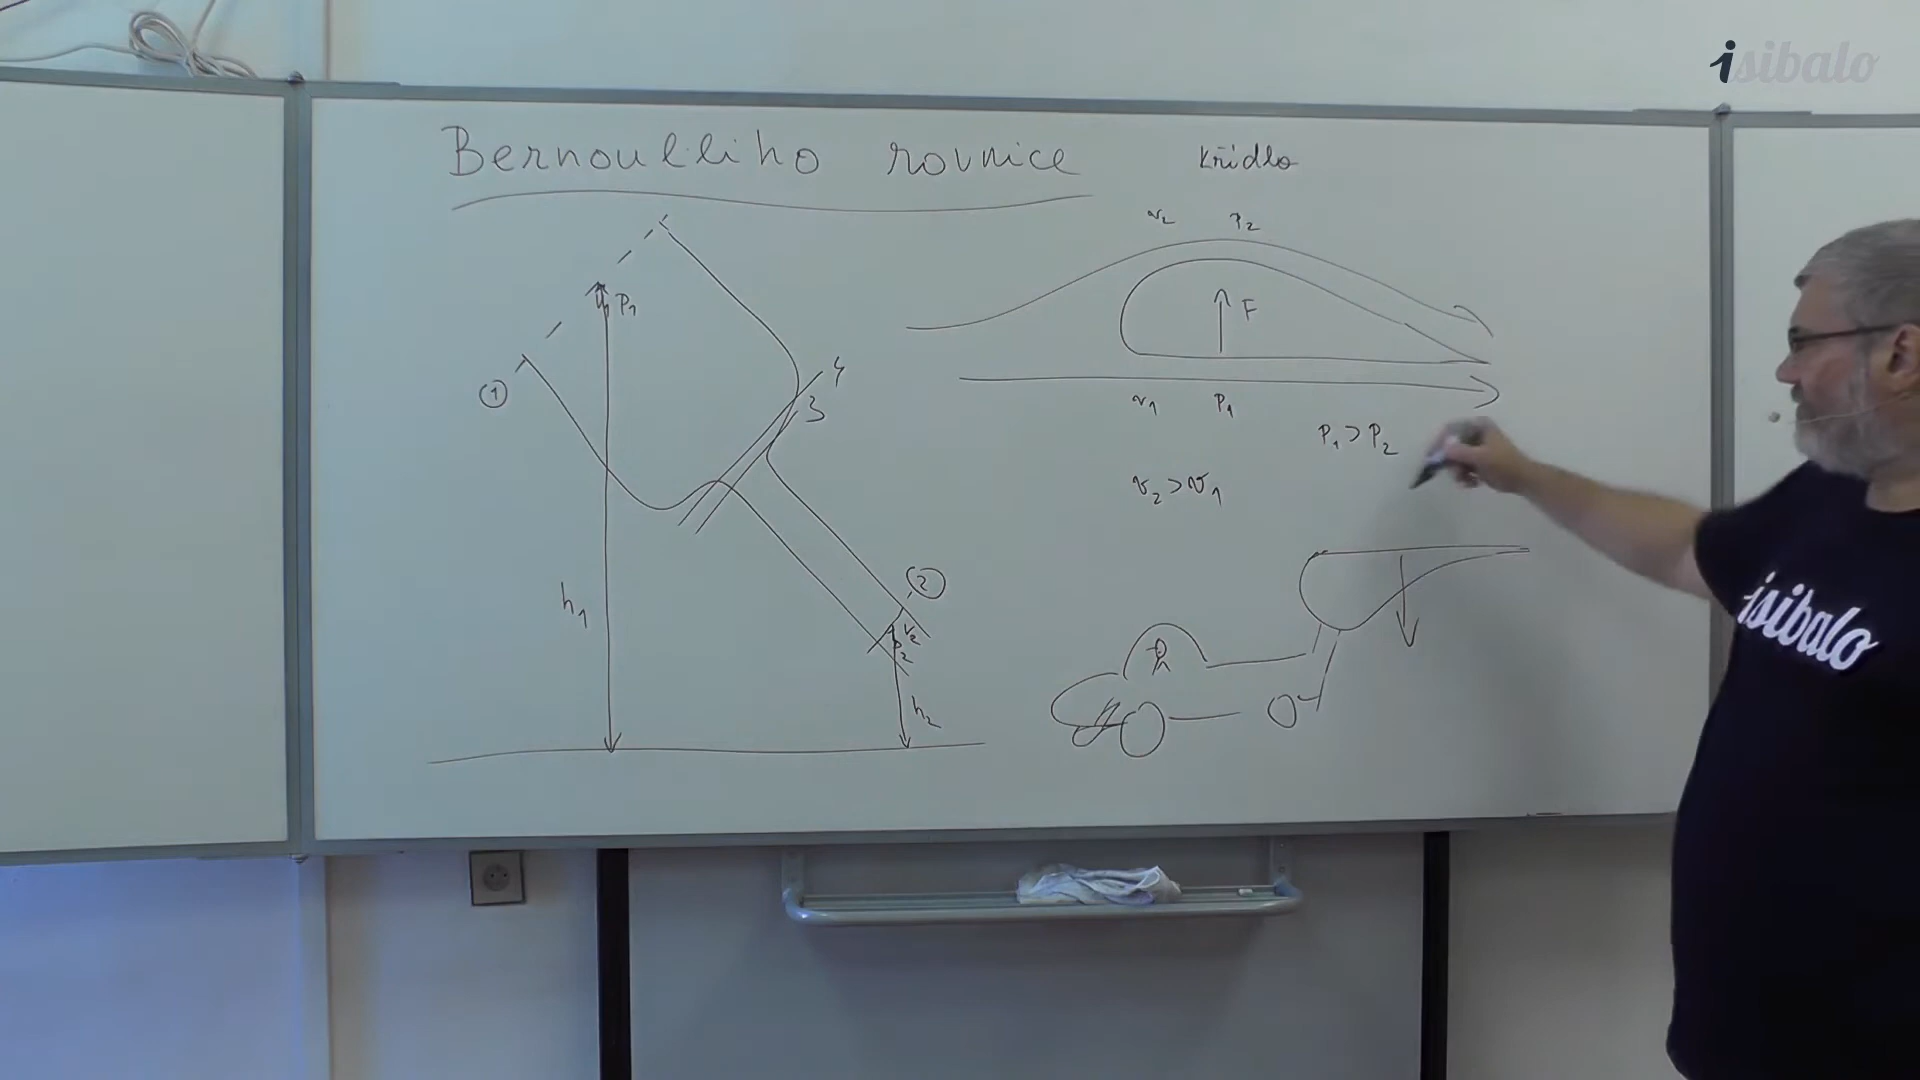 isibalo
Bernoulliho rovnice
Křídlo
v₂ p₂
p₁
F
1
4
3
v₁ p₁
p₁ > p₂
v₂ > v₁
2
h₁
v₂
p₂
h₂
isibalo